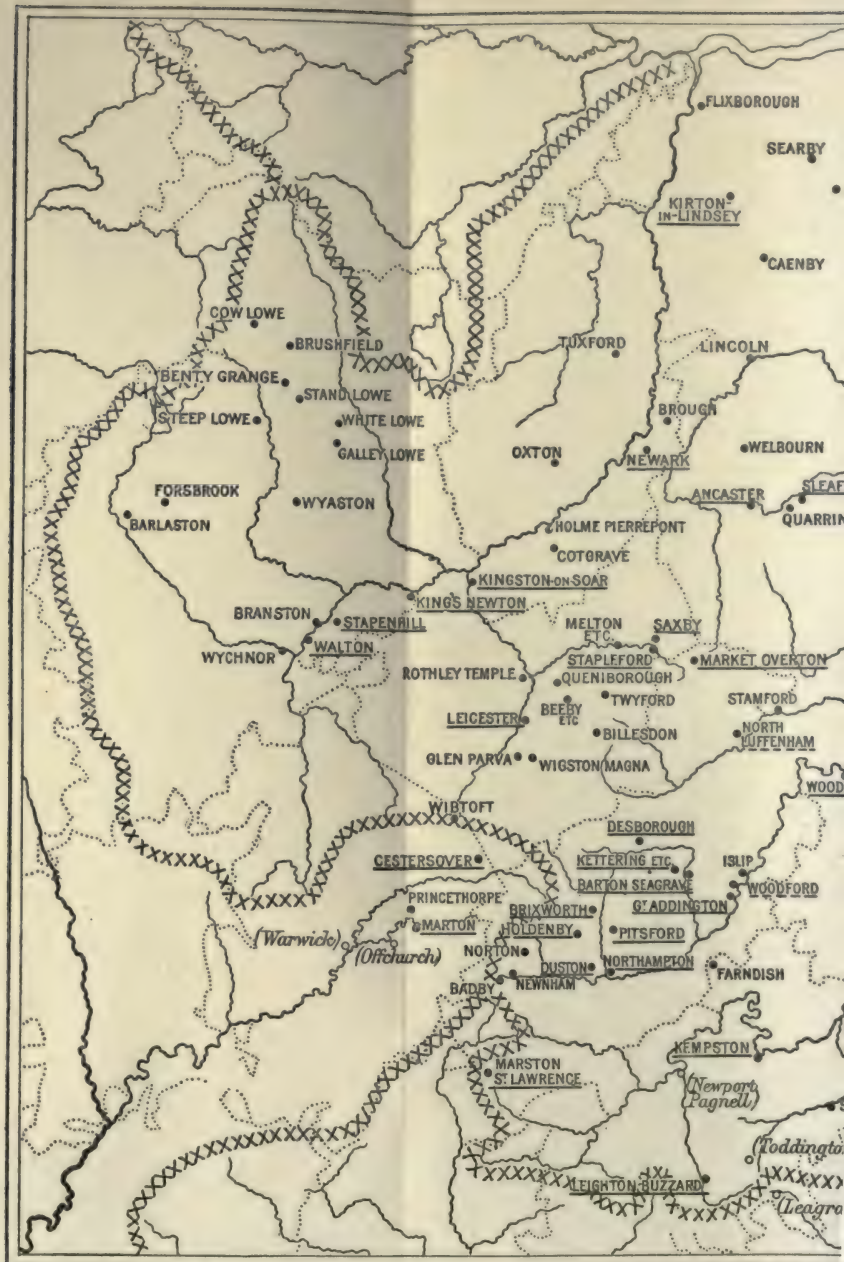 FLIXBOROUGH
SEARBY
KIRTON-
IN-LINDSEY
CAENBY
COW LOWE
BRUSHFIELD
TUXFORD
LINCOLN
BENTY GRANGE
STAND LOWE
STEEP LOWE
WHITE LOWE
BROUGH
GALLEY LOWE
OXTON
NEWARK
WELBOURN
FORSBROOK
WYASTON
ANCASTER
SLEAF
BARLASTON
QUARRIN
HOLME PIERREPONT
COTGRAVE
KINGSTON-ON-SOAR
KINGS NEWTON
BRANSTON
STAPENHILL
MELTON
ETC
SAXBY
WALTON
WYCHNOR
STAPLEFORD
MARKET OVERTON
ROTHLEY TEMPLE
QUENIBOROUGH
BEEBY
ETC
TWYFORD
STAMFORD
LEICESTER
BILLESDON
NORTH
LUFFENHAM
GLEN PARVA
WIGSTON MAGNA
WOOD
WIBTOFT
DESBOROUGH
CESTERSOVER
KETTERING ETC
ISLIP
BARTON SEAGRAVE
WOODFORD
GT ADDINGTON
PRINCETHORPE
BRIXWORTH
MARTON
HOLDENBY
PITSFORD
(Warwick)
(Offchurch)
NORTON
DUSTON
NORTHAMPTON
FARNDISH
BADBY
NEWNHAM
KEMPSTON
MARSTON
ST LAWRENCE
(Newport
Pagnell)
(Toddington
LEIGHTON BUZZARD
(Leagra